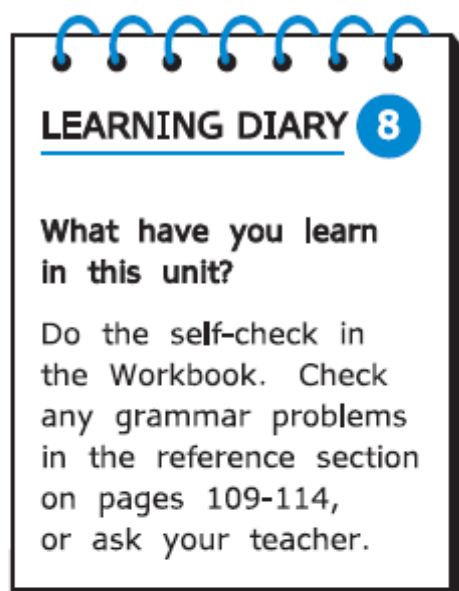 LEARNING DIARY 8
What have you learn
in this unit?
Do the self-check in
the Workbook. Check
any grammar problems
in the reference section
on pages 109-114,
or ask your teacher.